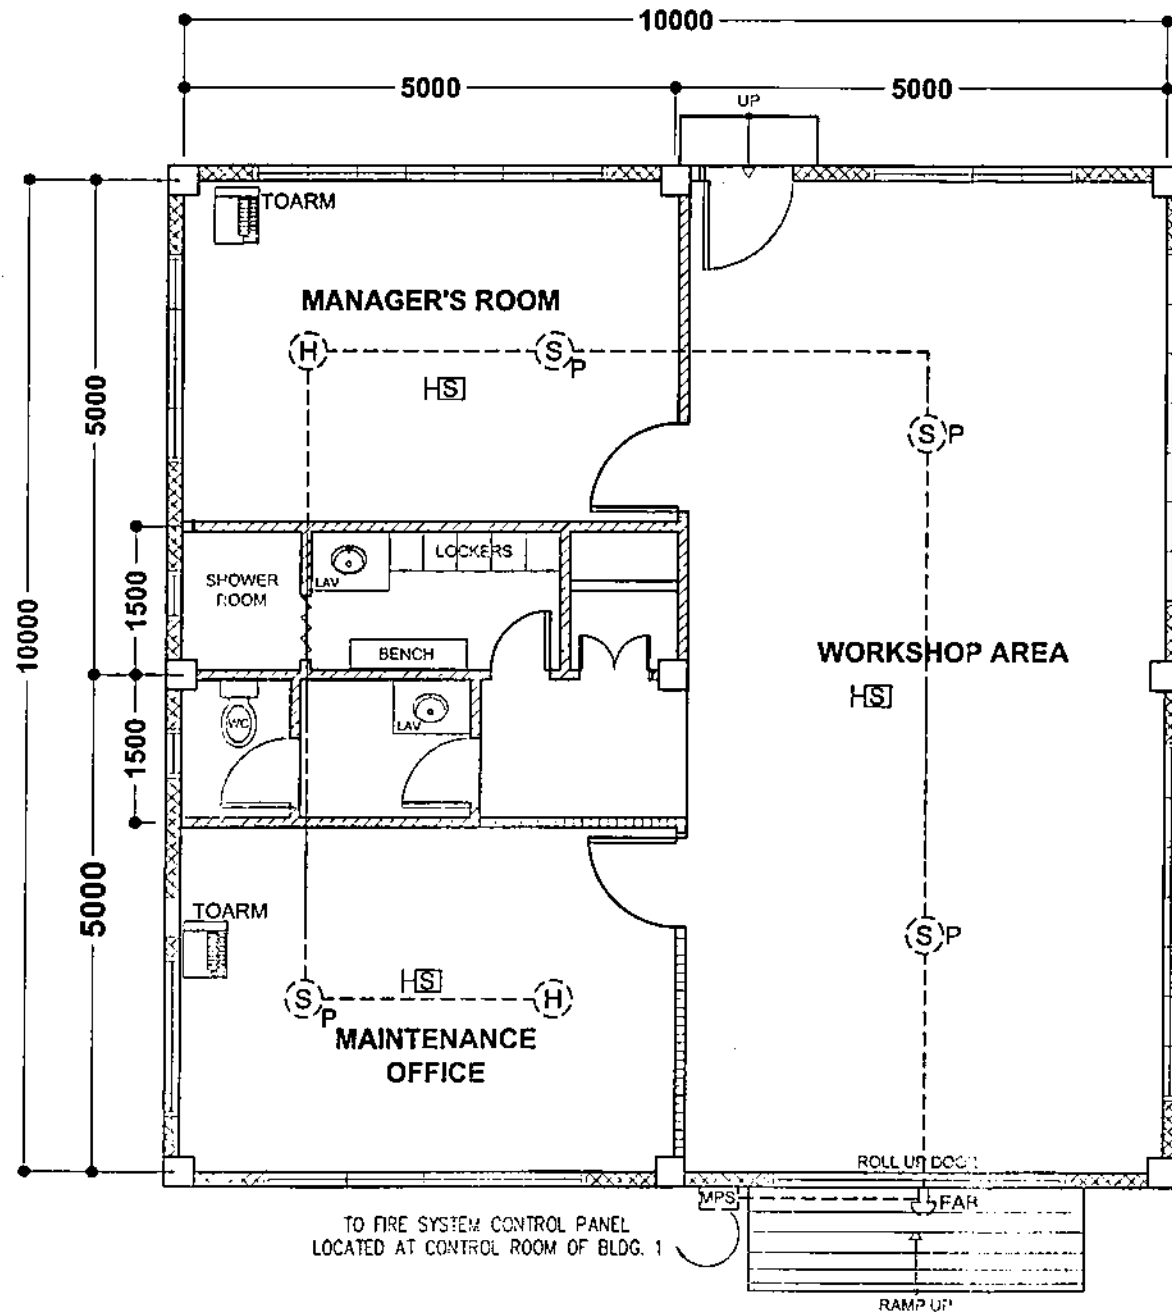 10000
5000
5000
UP
TOARM
MANAGER'S ROOM
H
S
P
HS
S P
5000
10000
1500
SHOWER
ROOM
LAV
LOCKERS
BENCH
WORKSHOP AREA
HS
1500
WC
LAV
5000
TOARM
S P
HS
S
P
H
MAINTENANCE
OFFICE
ROLL UP DOOR
MPS
FAR
TO FIRE SYSTEM CONTROL PANEL
LOCATED AT CONTROL ROOM OF BLDG. 1
RAMP UP